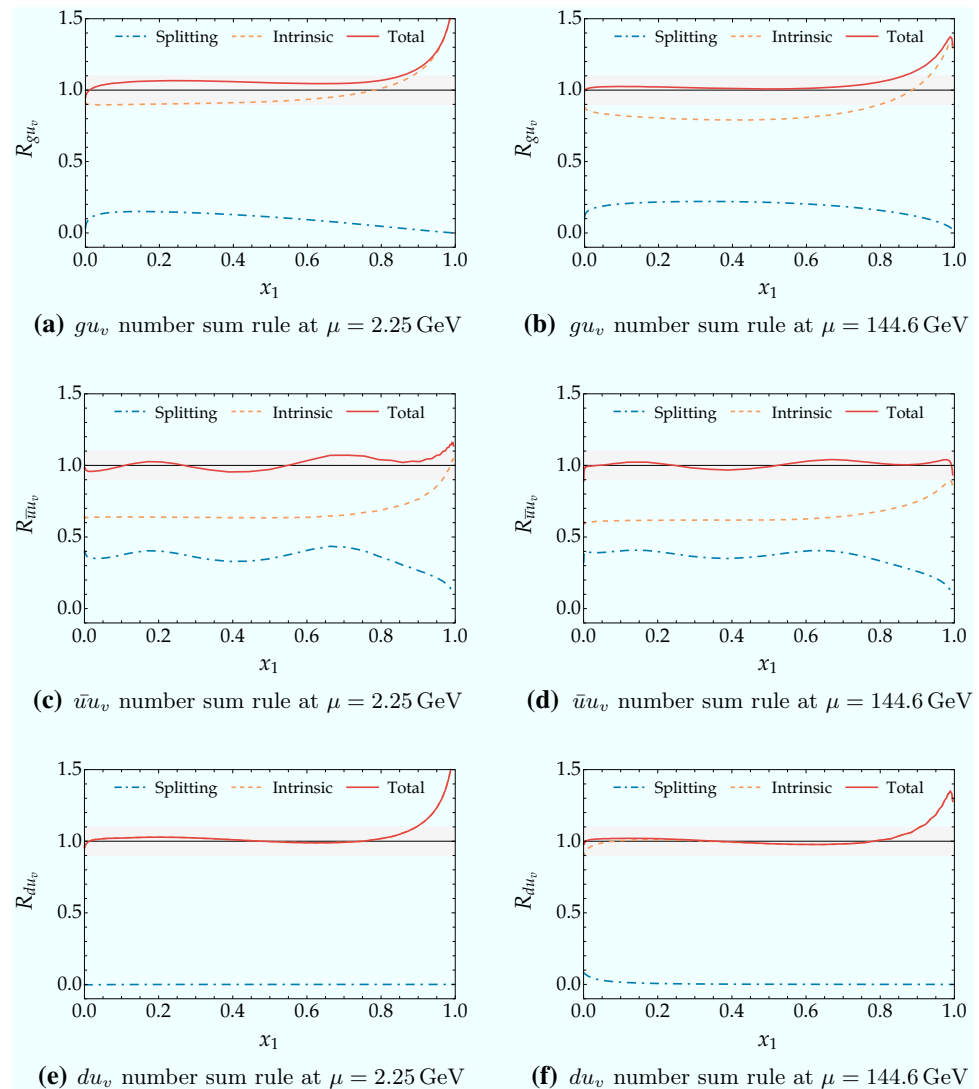 1.5
Splitting Intrinsic Total
1.0
0.5
0.0
R_{gu_v}
0.0 0.2 0.4 0.6 0.8 1.0
x₁
(a) gu_v number sum rule at μ = 2.25 GeV
1.5
Splitting Intrinsic Total
1.0
0.5
0.0
R_{gu_v}
0.0 0.2 0.4 0.6 0.8 1.0
x₁
(b) gu_v number sum rule at μ = 144.6 GeV
1.5
Splitting Intrinsic Total
1.0
0.5
0.0
R_{ūu_v}
0.0 0.2 0.4 0.6 0.8 1.0
x₁
(c) ūu_v number sum rule at μ = 2.25 GeV
1.5
Splitting Intrinsic Total
1.0
0.5
0.0
R_{ūu_v}
0.0 0.2 0.4 0.6 0.8 1.0
x₁
(d) ūu_v number sum rule at μ = 144.6 GeV
1.5
Splitting Intrinsic Total
1.0
0.5
0.0
R_{du_v}
0.0 0.2 0.4 0.6 0.8 1.0
x₁
(e) du_v number sum rule at μ = 2.25 GeV
1.5
Splitting Intrinsic Total
1.0
0.5
0.0
R_{du_v}
0.0 0.2 0.4 0.6 0.8 1.0
x₁
(f) du_v number sum rule at μ = 144.6 GeV